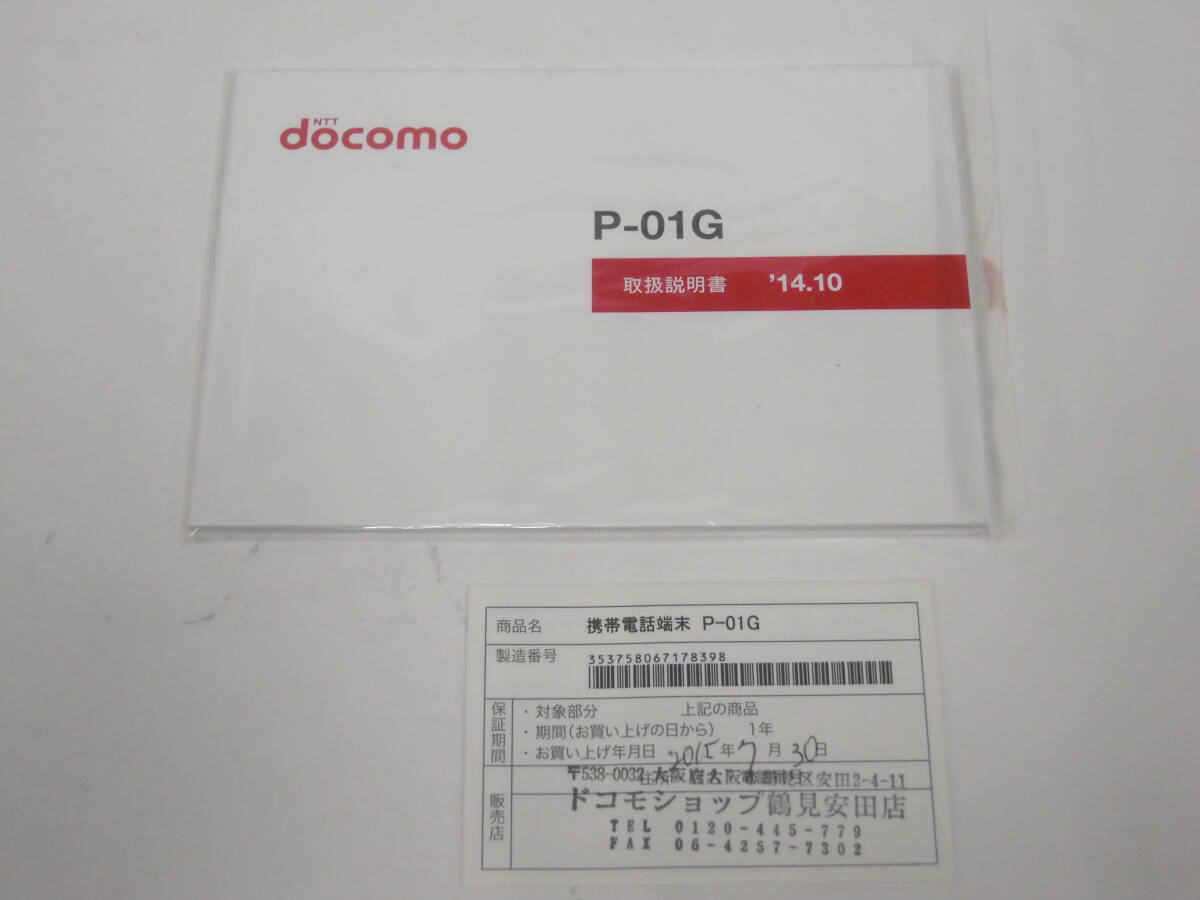 NTT
docomo
P-01G
取扱説明書 '14.10
商品名 携帯電話端末 P-01G
製造番号 353758067178398
保証期間
・対象部分 上記の商品
・期間(お買い上げの日から) 1年
・お買い上げ年月日 2015年7月30日
販売店
〒538-0032 大阪府大阪市鶴見区安田2-4-11
ドコモショップ鶴見安田店
TEL 0120-445-779
FAX 06-4257-7302